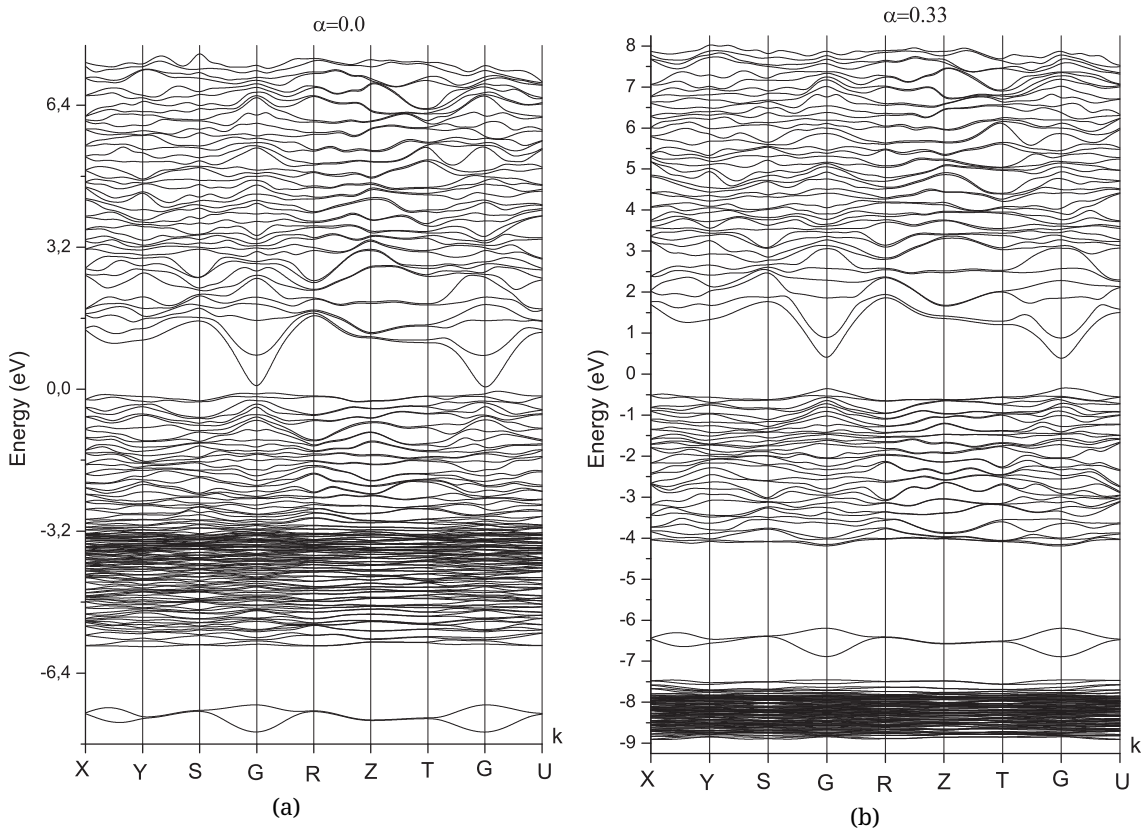 α=0.0
6,4
3,2
0,0
-3,2
-6,4
Energy (eV)
X Y S G R Z T G U
k
(a)
α=0.33
8
7
6
5
4
3
2
1
0
-1
-2
-3
-4
-5
-6
-7
-8
-9
Energy (eV)
X Y S G R Z T G U
k
(b)